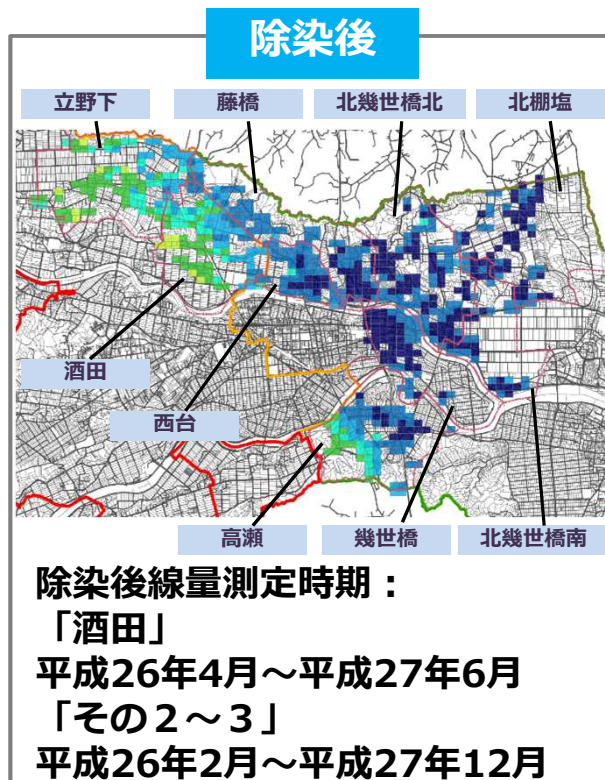 除染後
立野下
藤橋
北幾世橋北
北棚塩
酒田
西台
高瀬
幾世橋
北幾世橋南
除染後線量測定時期：
「酒田」
平成26年4月～平成27年6月
「その２～３」
平成26年2月～平成27年12月